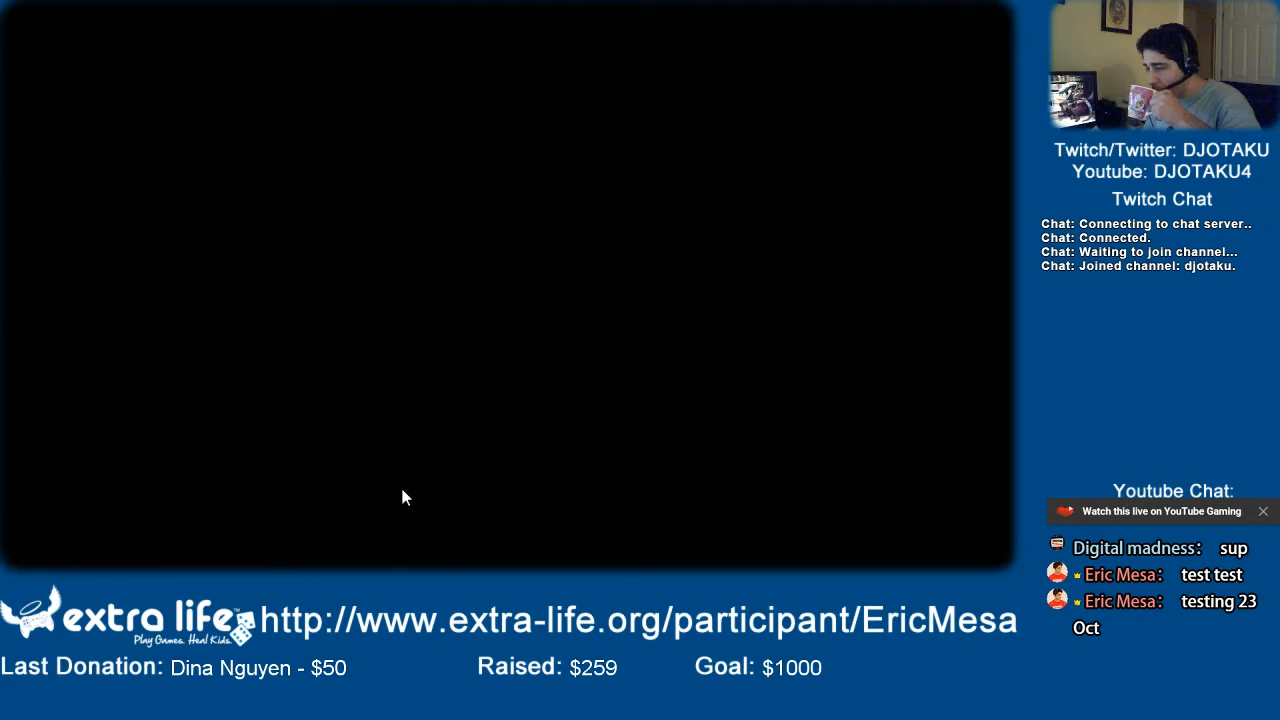 Twitch/Twitter: DJOTAKU
Youtube: DJOTAKU4
Twitch Chat
Chat: Connecting to chat server..
Chat: Connected.
Chat: Waiting to join channel...
Chat: Joined channel: djotaku.
Youtube Chat:
Watch this live on YouTube Gaming
Digital madness: sup
Eric Mesa: test test
Eric Mesa: testing 23
Oct
extra life™
Play Games. Heal Kids.
http://www.extra-life.org/participant/EricMesa
Last Donation: Dina Nguyen - $50
Raised: $259
Goal: $1000